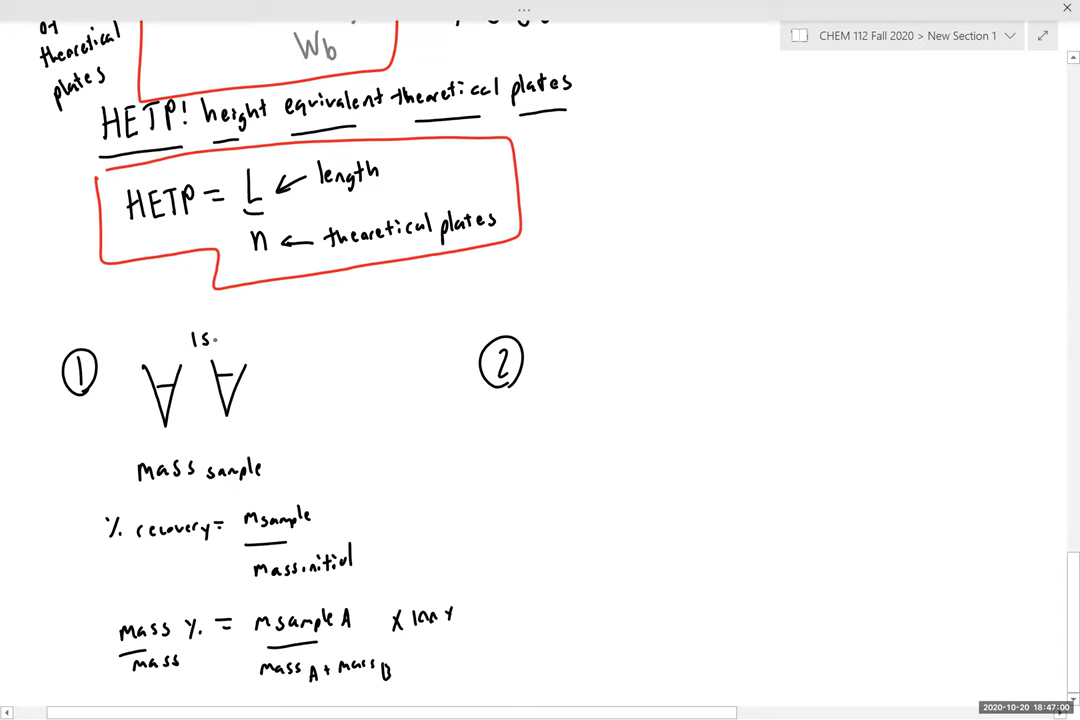 CHEM 112 Fall 2020 > New Section 1
of
theoretical
plates
Wb
HETP! height equivalent theoretical plates
HETP = L ← length
n ← theoretical plates
1
1s.
2
mass sample
% recovery = msample
mass initial
mass % = msample A X 100 %
mass
mass A + mass B
2020-10-20 18:47:00